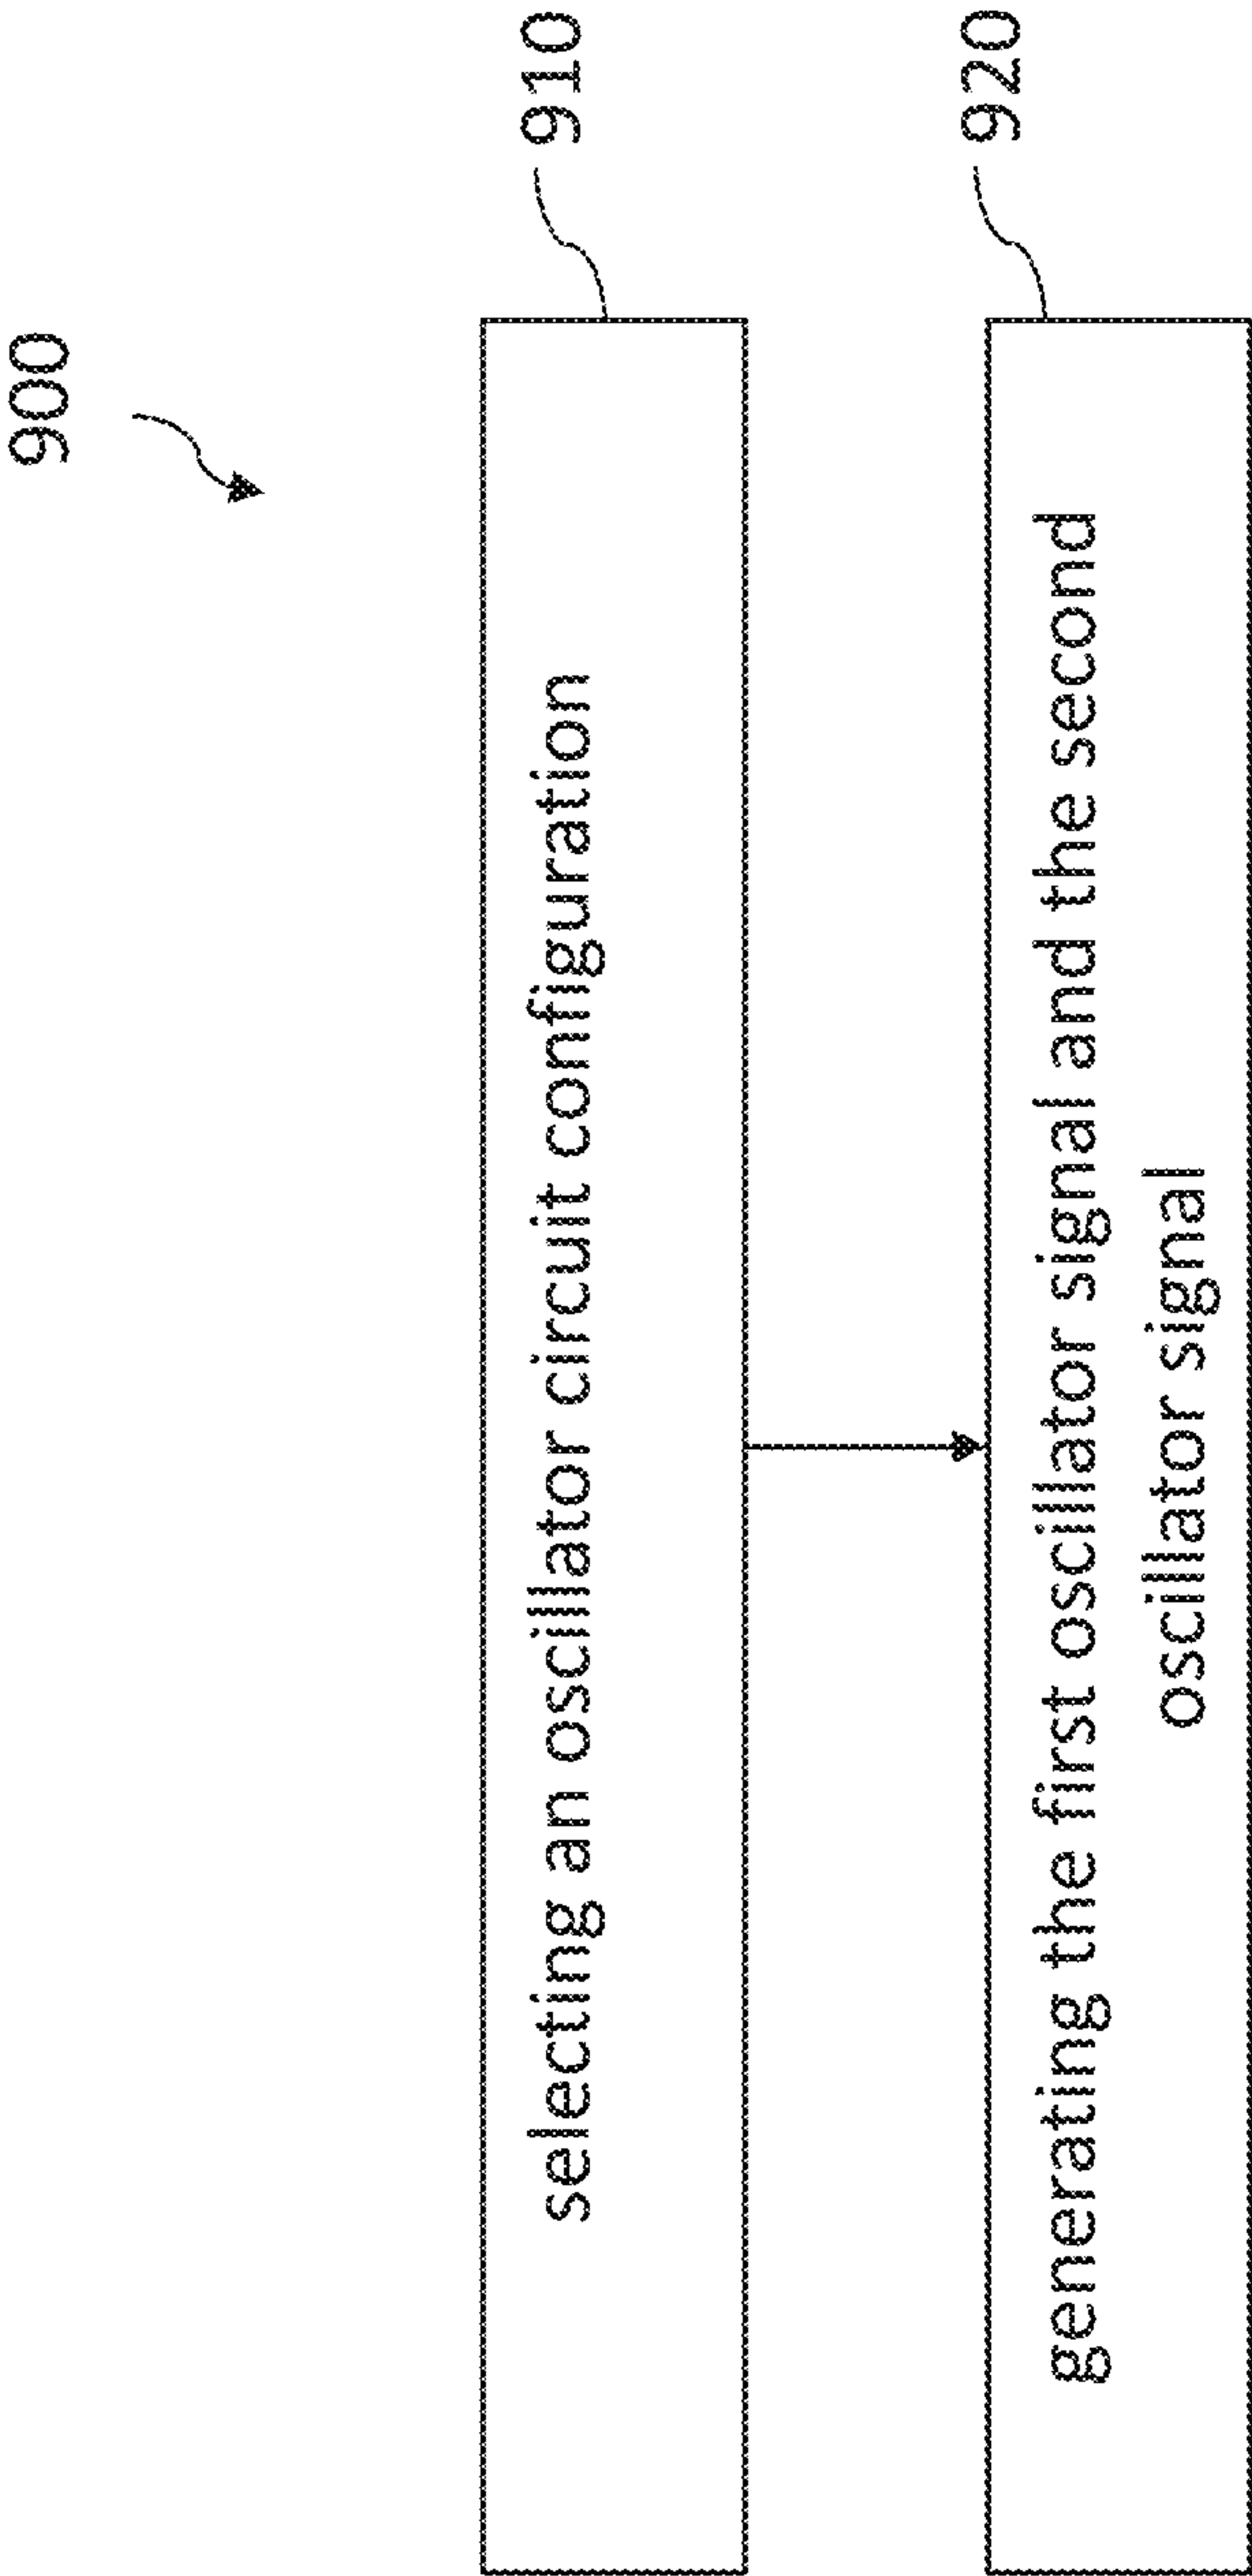 900
selecting an oscillator circuit configuration
910
generating the first oscillator signal and the second
oscillator signal
920